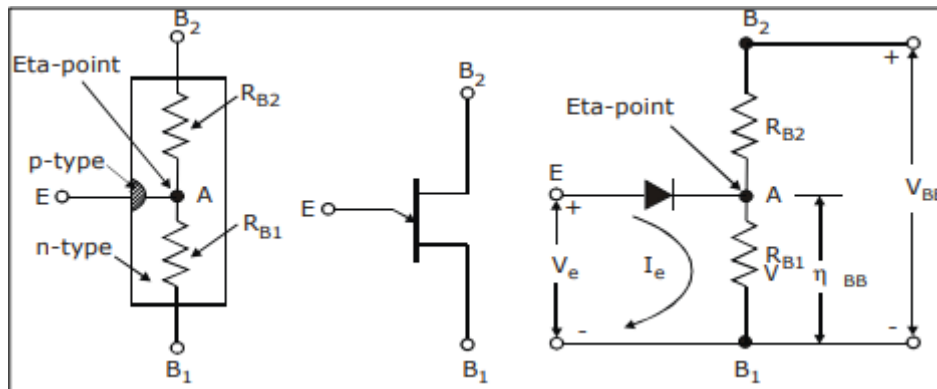 B2
Eta-point
RB2
p-type
E
A
RB1
n-type
B1
B2
E
B1
B2
+
Eta-point
RB2
E
A
+
VBB
Ve
Ie
RB1
V
η BB
-
-
B1